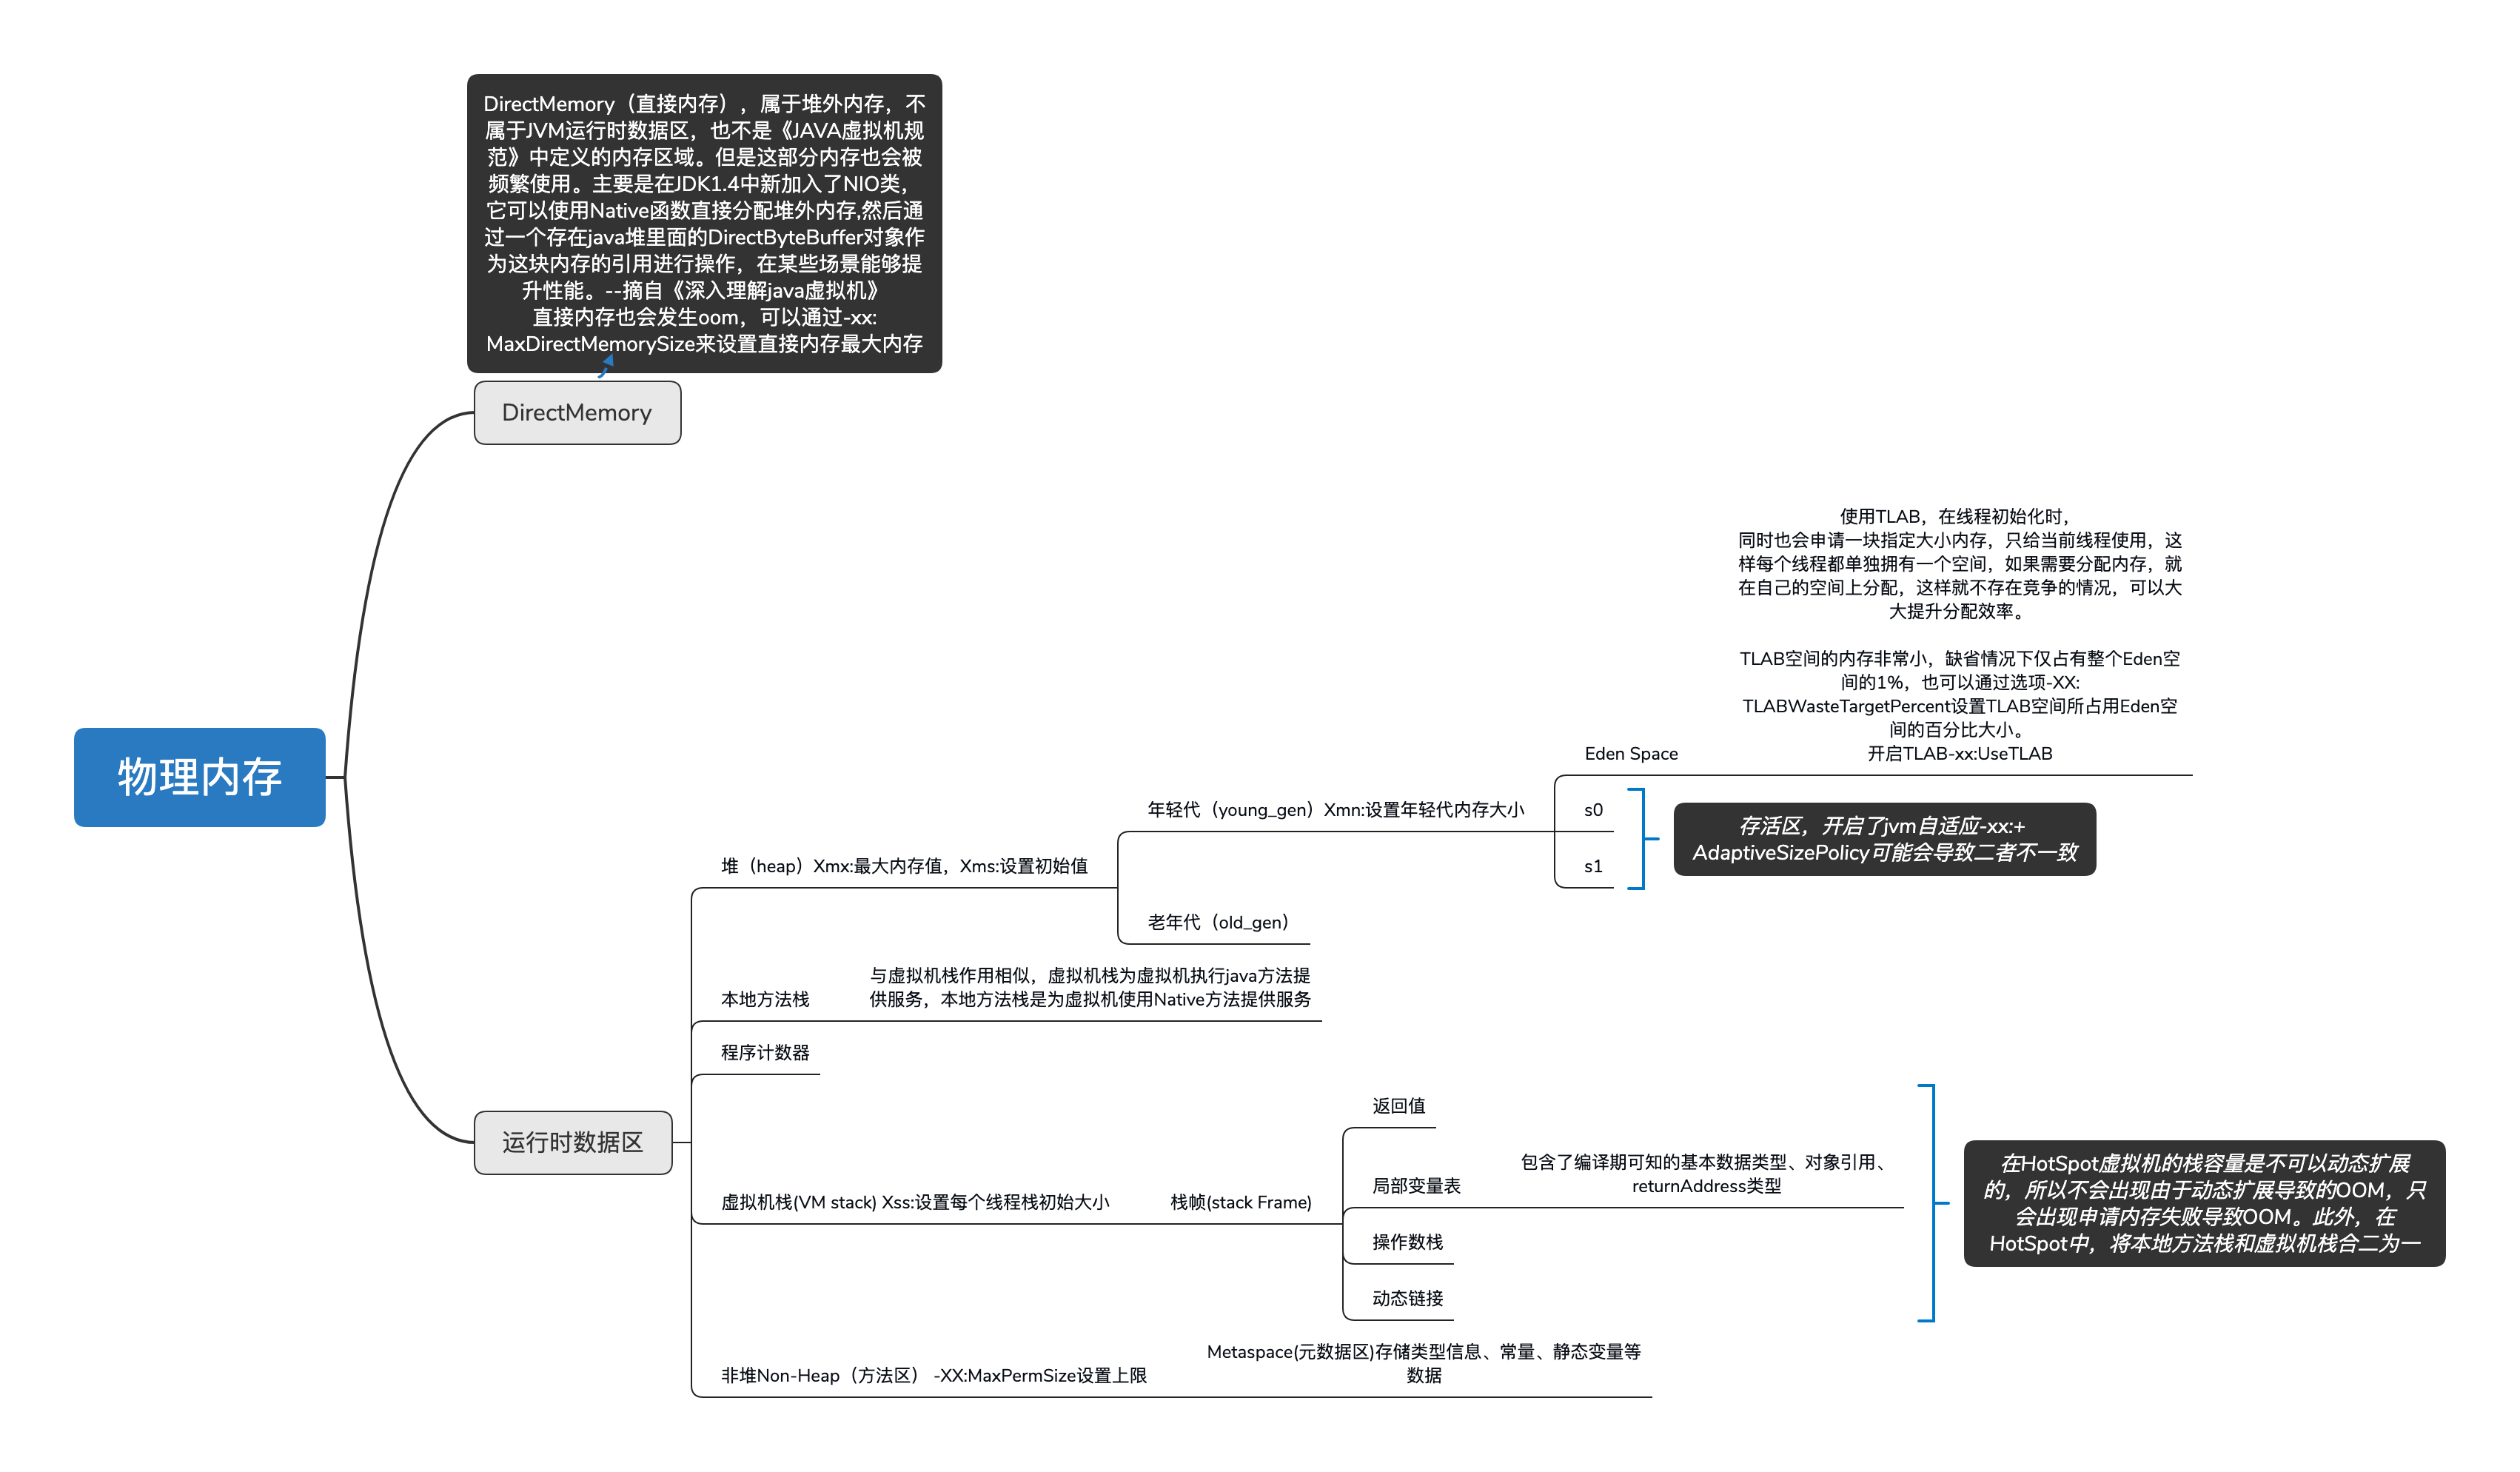 DirectMemory（直接内存），属于堆外内存，不
属于JVM运行时数据区，也不是《JAVA虚拟机规
范》中定义的内存区域。但是这部分内存也会被
频繁使用。主要是在JDK1.4中新加入了NIO类，
它可以使用Native函数直接分配堆外内存,然后通
过一个存在java堆里面的DirectByteBuffer对象作
为这块内存的引用进行操作，在某些场景能够提
升性能。--摘自《深入理解java虚拟机》
直接内存也会发生oom，可以通过-xx:
MaxDirectMemorySize来设置直接内存最大内存
DirectMemory
物理内存
使用TLAB，在线程初始化时，
同时也会申请一块指定大小内存，只给当前线程使用，这
样每个线程都单独拥有一个空间，如果需要分配内存，就
在自己的空间上分配，这样就不存在竞争的情况，可以大
大提升分配效率。
TLAB空间的内存非常小，缺省情况下仅占有整个Eden空
间的1%，也可以通过选项-XX:
TLABWasteTargetPercent设置TLAB空间所占用Eden空
间的百分比大小。
开启TLAB-xx:UseTLAB
Eden Space
年轻代（young_gen）Xmn:设置年轻代内存大小
s0
s1
存活区，开启了jvm自适应-xx:+
AdaptiveSizePolicy可能会导致二者不一致
堆（heap）Xmx:最大内存值，Xms:设置初始值
老年代（old_gen）
本地方法栈
与虚拟机栈作用相似，虚拟机栈为虚拟机执行java方法提
供服务，本地方法栈是为虚拟机使用Native方法提供服务
程序计数器
运行时数据区
虚拟机栈(VM stack) Xss:设置每个线程栈初始大小
栈帧(stack Frame)
返回值
局部变量表
包含了编译期可知的基本数据类型、对象引用、
returnAddress类型
操作数栈
动态链接
在HotSpot虚拟机的栈容量是不可以动态扩展
的，所以不会出现由于动态扩展导致的OOM，只
会出现申请内存失败导致OOM。此外，在
HotSpot中，将本地方法栈和虚拟机栈合二为一
非堆Non-Heap（方法区） -XX:MaxPermSize设置上限
Metaspace(元数据区)存储类型信息、常量、静态变量等
数据